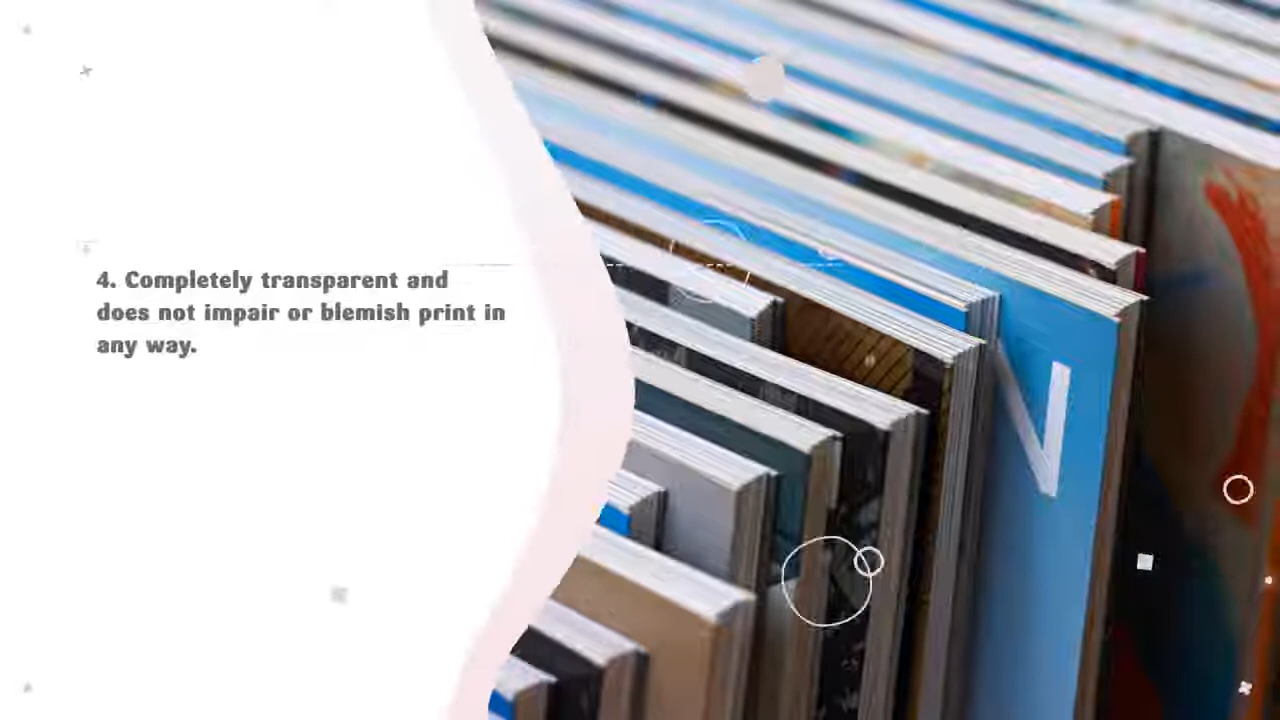 4. Completely transparent and
does not impair or blemish print in
any way.